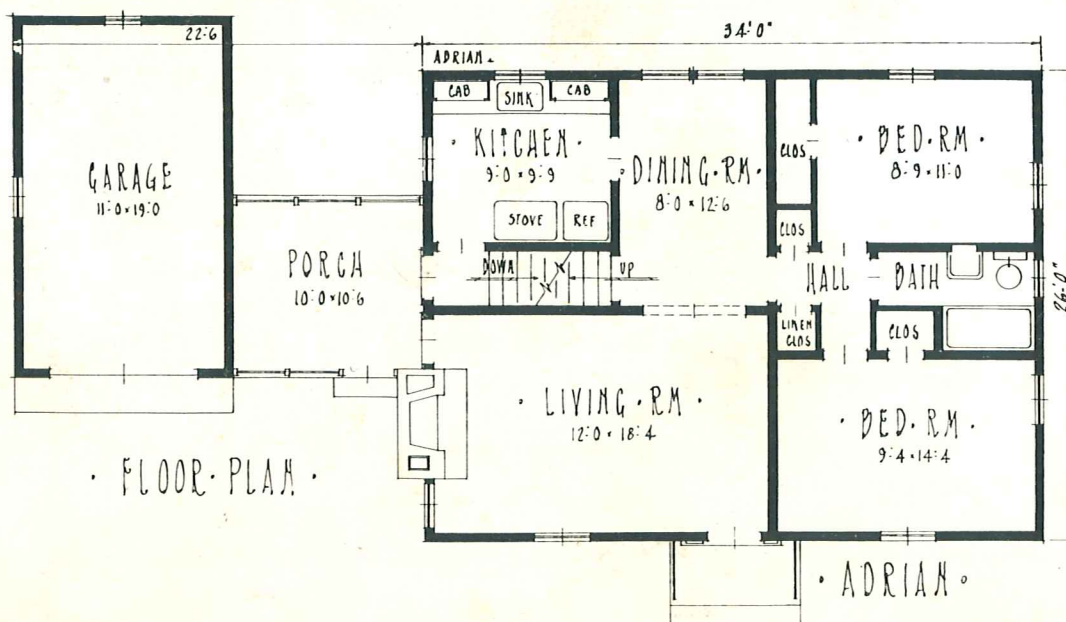 22'-6
34'-0"
ADRIAN.
CAB
SINK
CAB
· KITCHEN ·
9'-0 × 9'-9
· DINING · RM ·
8'-0 × 12'-6
CLOS
· BED · RM ·
8'-9 × 11'-0
GARAGE
11'-0 × 19'-0
STOVE
REF
CLOS
PORCH
10'-0 × 10'-6
DOWN
UP
HALL
BATH
26'-0"
LINEN
CLOS
CLOS
· LIVING · RM ·
12'-0 × 18'-4
· BED · RM ·
9'-4 × 14'-4
· FLOOR · PLAN ·
· ADRIAN ·